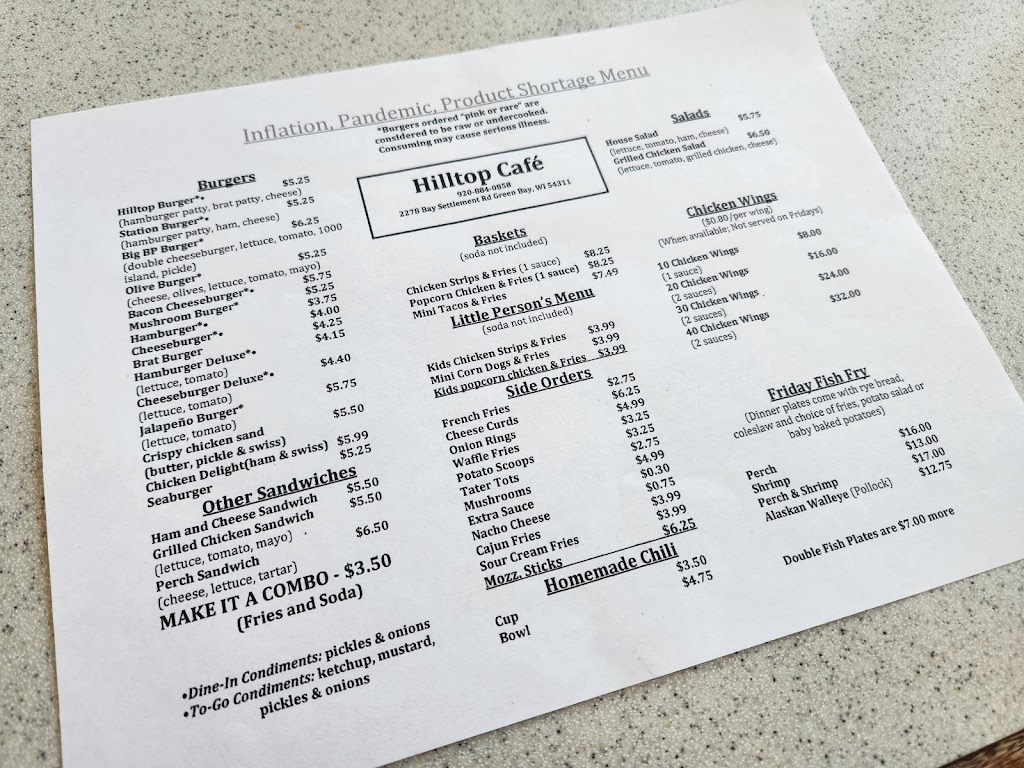 Inflation, Pandemic, Product Shortage Menu
*Burgers ordered "pink or rare" are
considered to be raw or undercooked.
Consuming may cause serious illness.
Hilltop Café
920-884-0858
2278 Bay Settlement Rd Green Bay, WI 54311
Burgers
Hilltop Burger*• $5.25
(hamburger patty, brat patty, cheese)
Station Burger*• $5.25
(hamburger patty, ham, cheese)
Big BP Burger* $6.25
(double cheeseburger, lettuce, tomato, 1000
island, pickle)
Olive Burger* $5.25
(cheese, olives, lettuce, tomato, mayo)
Bacon Cheeseburger*• $5.75
Mushroom Burger* $5.25
Hamburger*• $3.75
Cheeseburger*• $4.00
Brat Burger $4.25
Hamburger Deluxe*• $4.15
(lettuce, tomato)
Cheeseburger Deluxe*• $4.40
(lettuce, tomato)
Jalapeño Burger* $5.75
(lettuce, tomato)
Crispy chicken sand $5.50
(butter, pickle & swiss)
Chicken Delight(ham & swiss) $5.99
Seaburger $5.25
Other Sandwiches
Ham and Cheese Sandwich $5.50
Grilled Chicken Sandwich $5.50
(lettuce, tomato, mayo)
Perch Sandwich $6.50
(cheese, lettuce, tartar)
MAKE IT A COMBO - $3.50
(Fries and Soda)
•Dine-In Condiments: pickles & onions
•To-Go Condiments: ketchup, mustard,
pickles & onions
Baskets
(soda not included)
Chicken Strips & Fries (1 sauce) $8.25
Popcorn Chicken & Fries (1 sauce) $8.25
Mini Tacos & Fries $7.49
Little Person's Menu
(soda not included)
Kids Chicken Strips & Fries $3.99
Mini Corn Dogs & Fries $3.99
Kids popcorn chicken & Fries $3.99
Side Orders
French Fries $2.75
Cheese Curds $6.25
Onion Rings $4.99
Waffle Fries $3.25
Potato Scoops $3.25
Tater Tots $2.75
Mushrooms $4.99
Extra Sauce $0.30
Nacho Cheese $0.75
Cajun Fries $3.99
Sour Cream Fries $3.99
Mozz. Sticks $6.25
Homemade Chili
Cup $3.50
Bowl $4.75
Salads
House Salad $5.75
(lettuce, tomato, ham, cheese)
Grilled Chicken Salad $6.50
(lettuce, tomato, grilled chicken, cheese)
Chicken Wings
($0.80/per wing)
(When available; Not served on Fridays)
10 Chicken Wings $8.00
(1 sauce)
20 Chicken Wings $16.00
(2 sauces)
30 Chicken Wings $24.00
(2 sauces)
40 Chicken Wings $32.00
(2 sauces)
Friday Fish Fry
(Dinner plates come with rye bread,
coleslaw and choice of fries, potato salad or
baby baked potatoes)
Perch $16.00
Shrimp $13.00
Perch & Shrimp $17.00
Alaskan Walleye (Pollock) $12.75
Double Fish Plates are $7.00 more